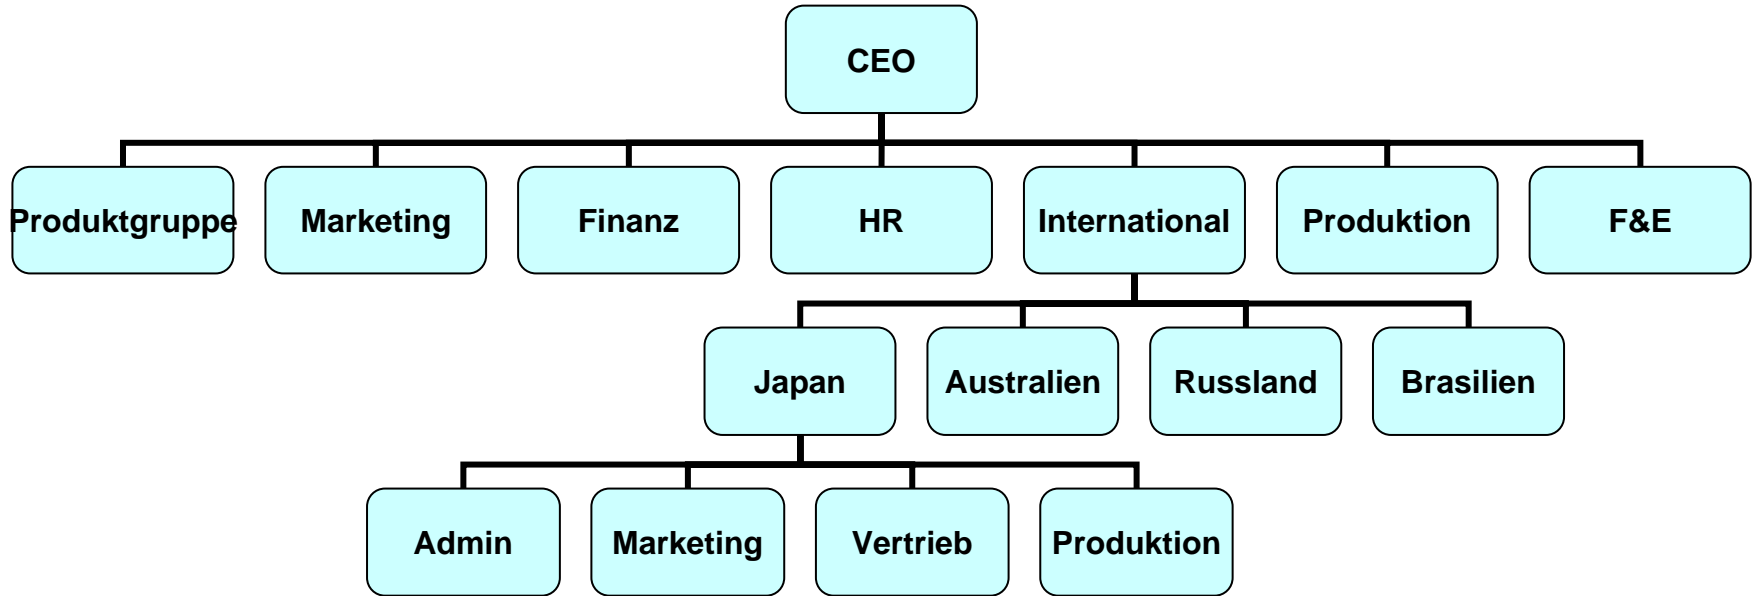 CEO
Produktgruppe
Marketing
Finanz
HR
International
Produktion
F&E
Japan
Australien
Russland
Brasilien
Admin
Marketing
Vertrieb
Produktion